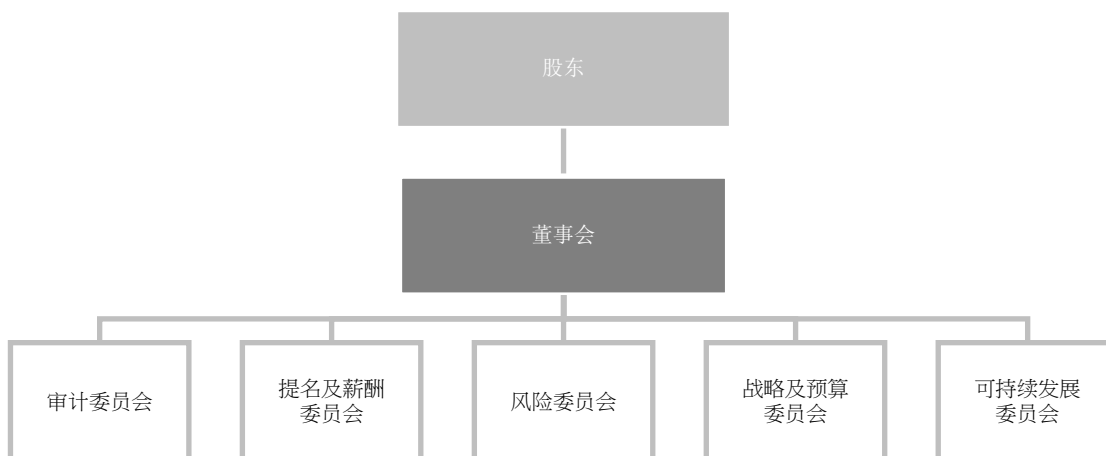 股东
董事会
审计委员会
提名及薪酬
委员会
风险委员会
战略及预算
委员会
可持续发展
委员会